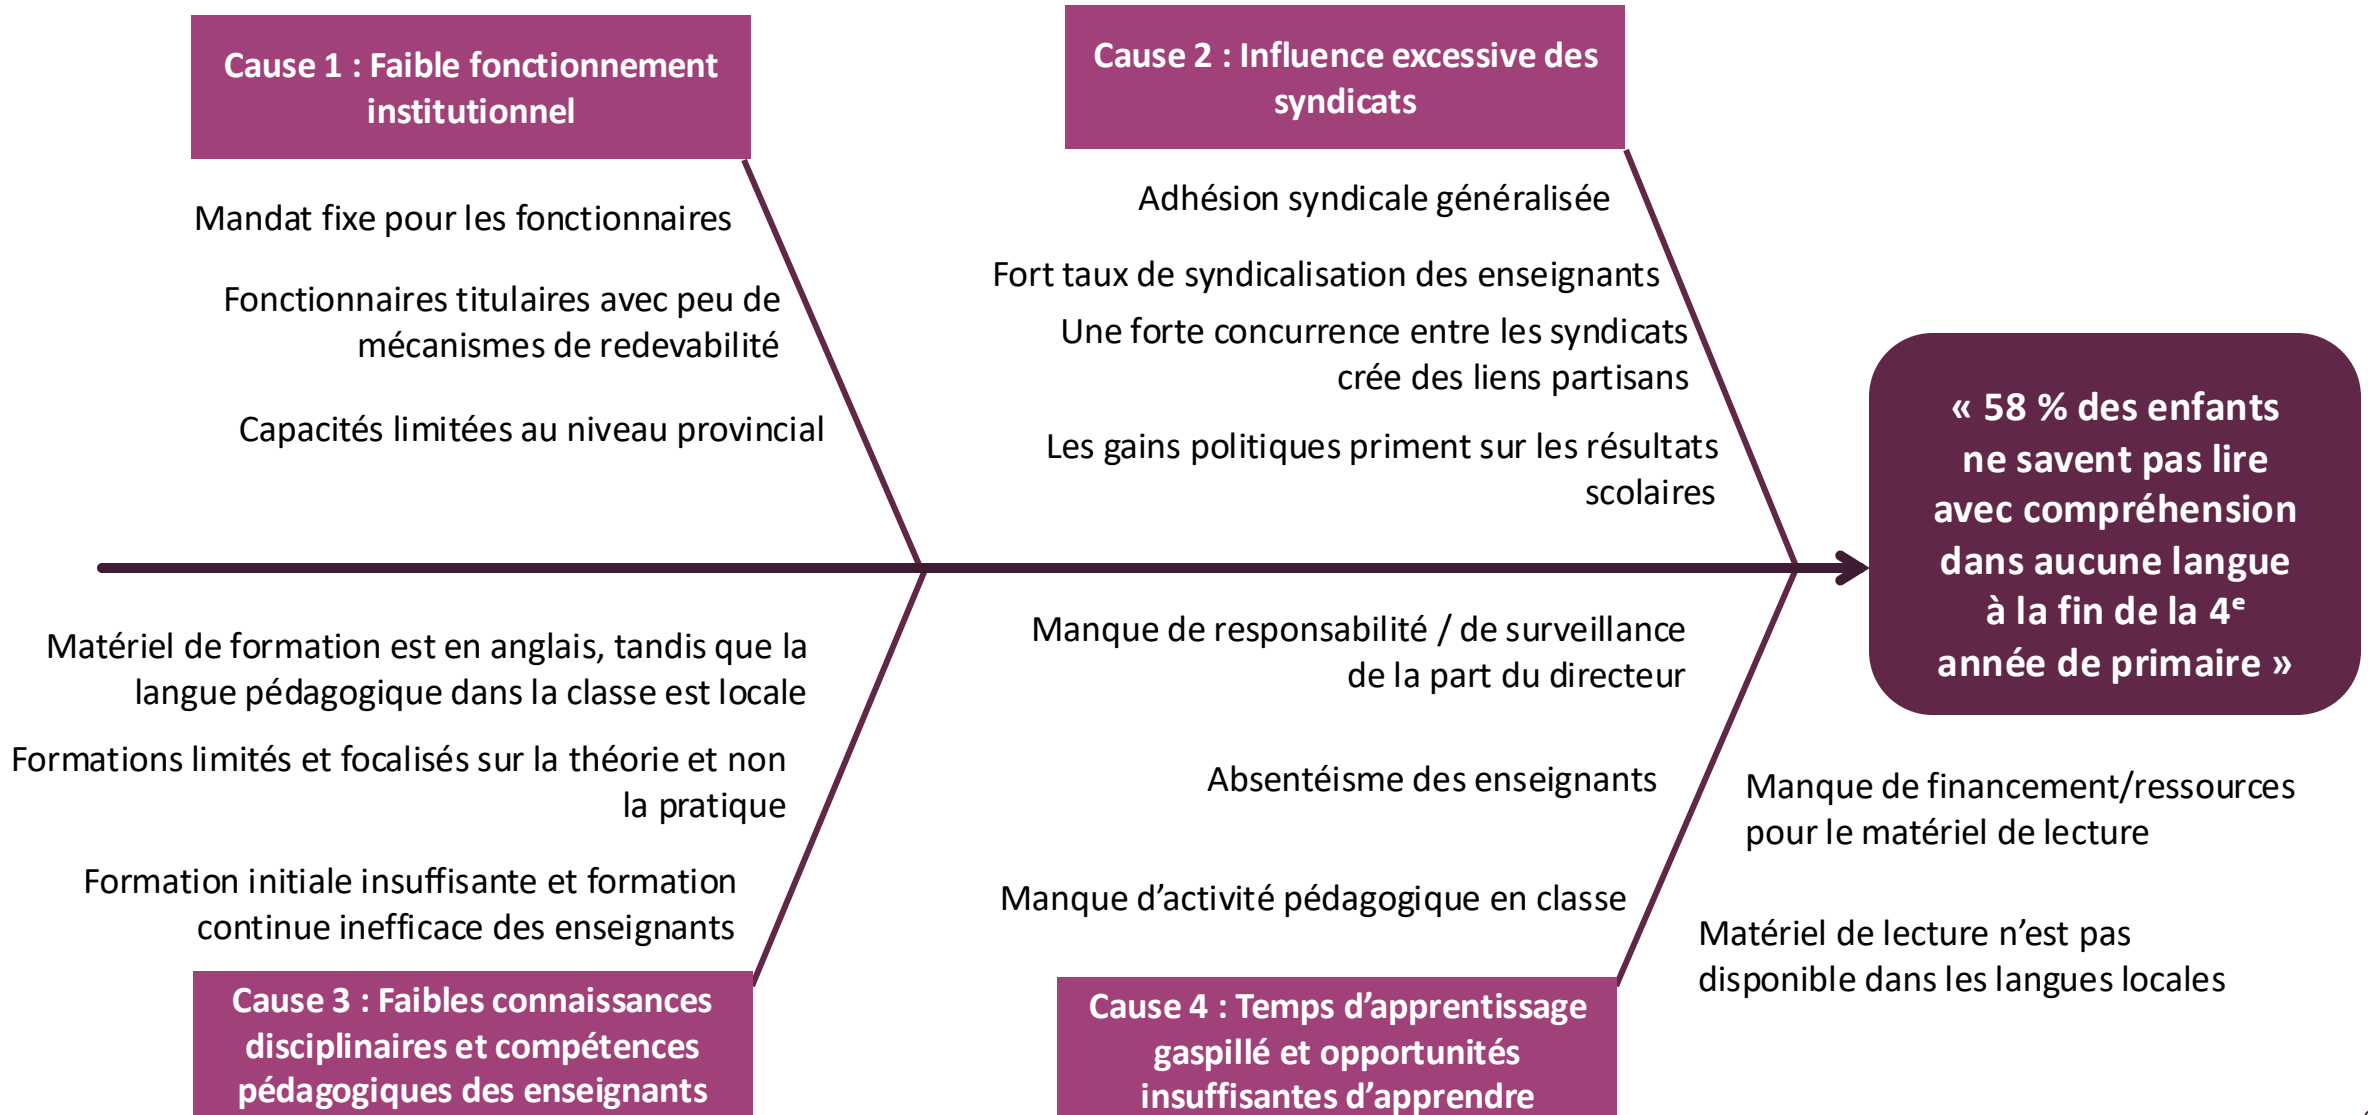 Cause 1 : Faible fonctionnement
institutionnel
Mandat fixe pour les fonctionnaires
Fonctionnaires titulaires avec peu de
mécanismes de redevabilité
Capacités limitées au niveau provincial
Cause 2 : Influence excessive des
syndicats
Adhésion syndicale généralisée
Fort taux de syndicalisation des enseignants
Une forte concurrence entre les syndicats
crée des liens partisans
Les gains politiques priment sur les résultats
scolaires
« 58 % des enfants
ne savent pas lire
avec compréhension
dans aucune langue
à la fin de la 4ᵉ
année de primaire »
Matériel de formation est en anglais, tandis que la
langue pédagogique dans la classe est locale
Formations limités et focalisés sur la théorie et non
la pratique
Formation initiale insuffisante et formation
continue inefficace des enseignants
Cause 3 : Faibles connaissances
disciplinaires et compétences
pédagogiques des enseignants
Manque de responsabilité / de surveillance
de la part du directeur
Absentéisme des enseignants
Manque d’activité pédagogique en classe
Manque de financement/ressources
pour le matériel de lecture
Matériel de lecture n’est pas
disponible dans les langues locales
Cause 4 : Temps d’apprentissage
gaspillé et opportunités
insuffisantes d’apprendre